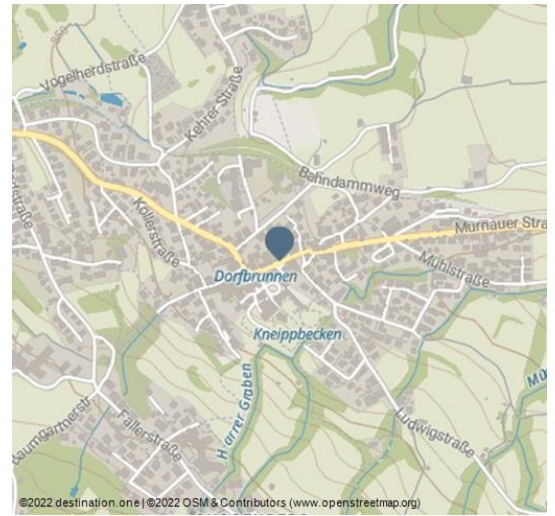 Vogelherdstraße
Kehrer Straße
Bahndammweg
Kollerstraße
Murnauer Stra
Mühlstraße
Dorfbrunnen
Kneippbecken
Harrer Graben
Ludwigstraße
Baumgartnerstr.
Fallerstraße
©2022 destination.one | ©2022 OSM & Contributors (www.openstreetmap.org)